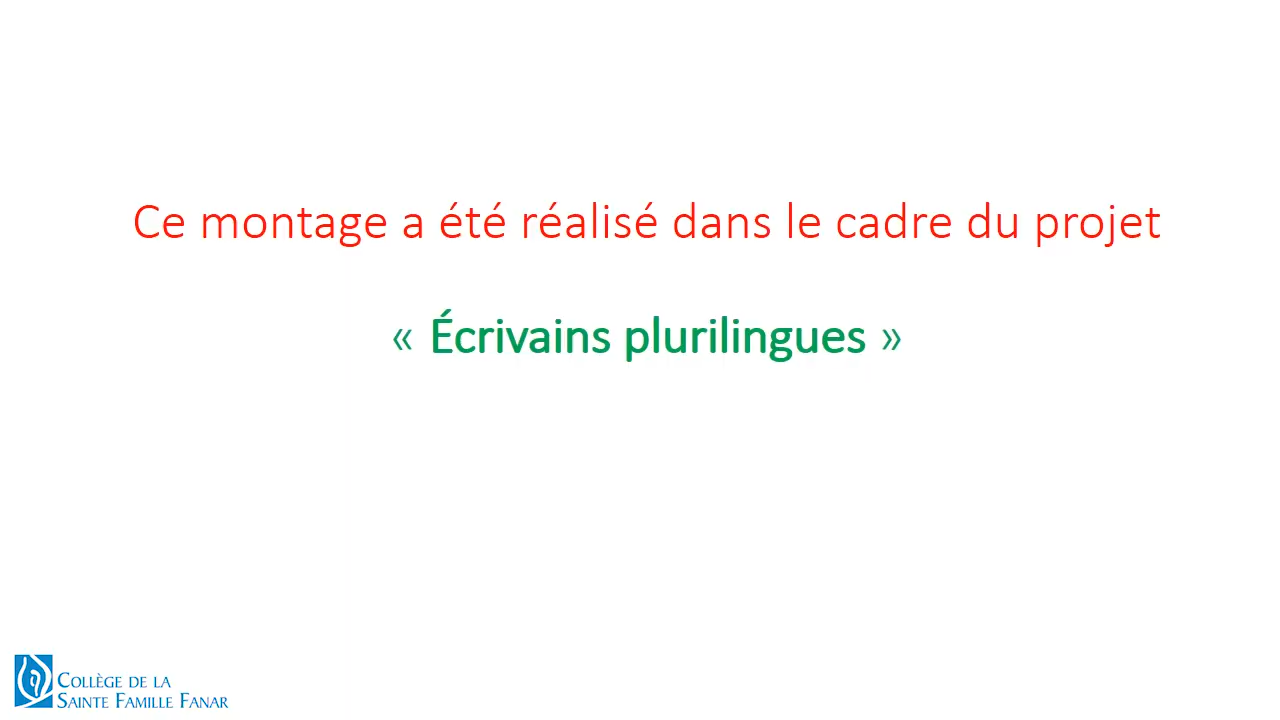 Ce montage a été réalisé dans le cadre du projet
« Écrivains plurilingues »
COLLÈGE DE LA
SAINTE FAMILLE FANAR